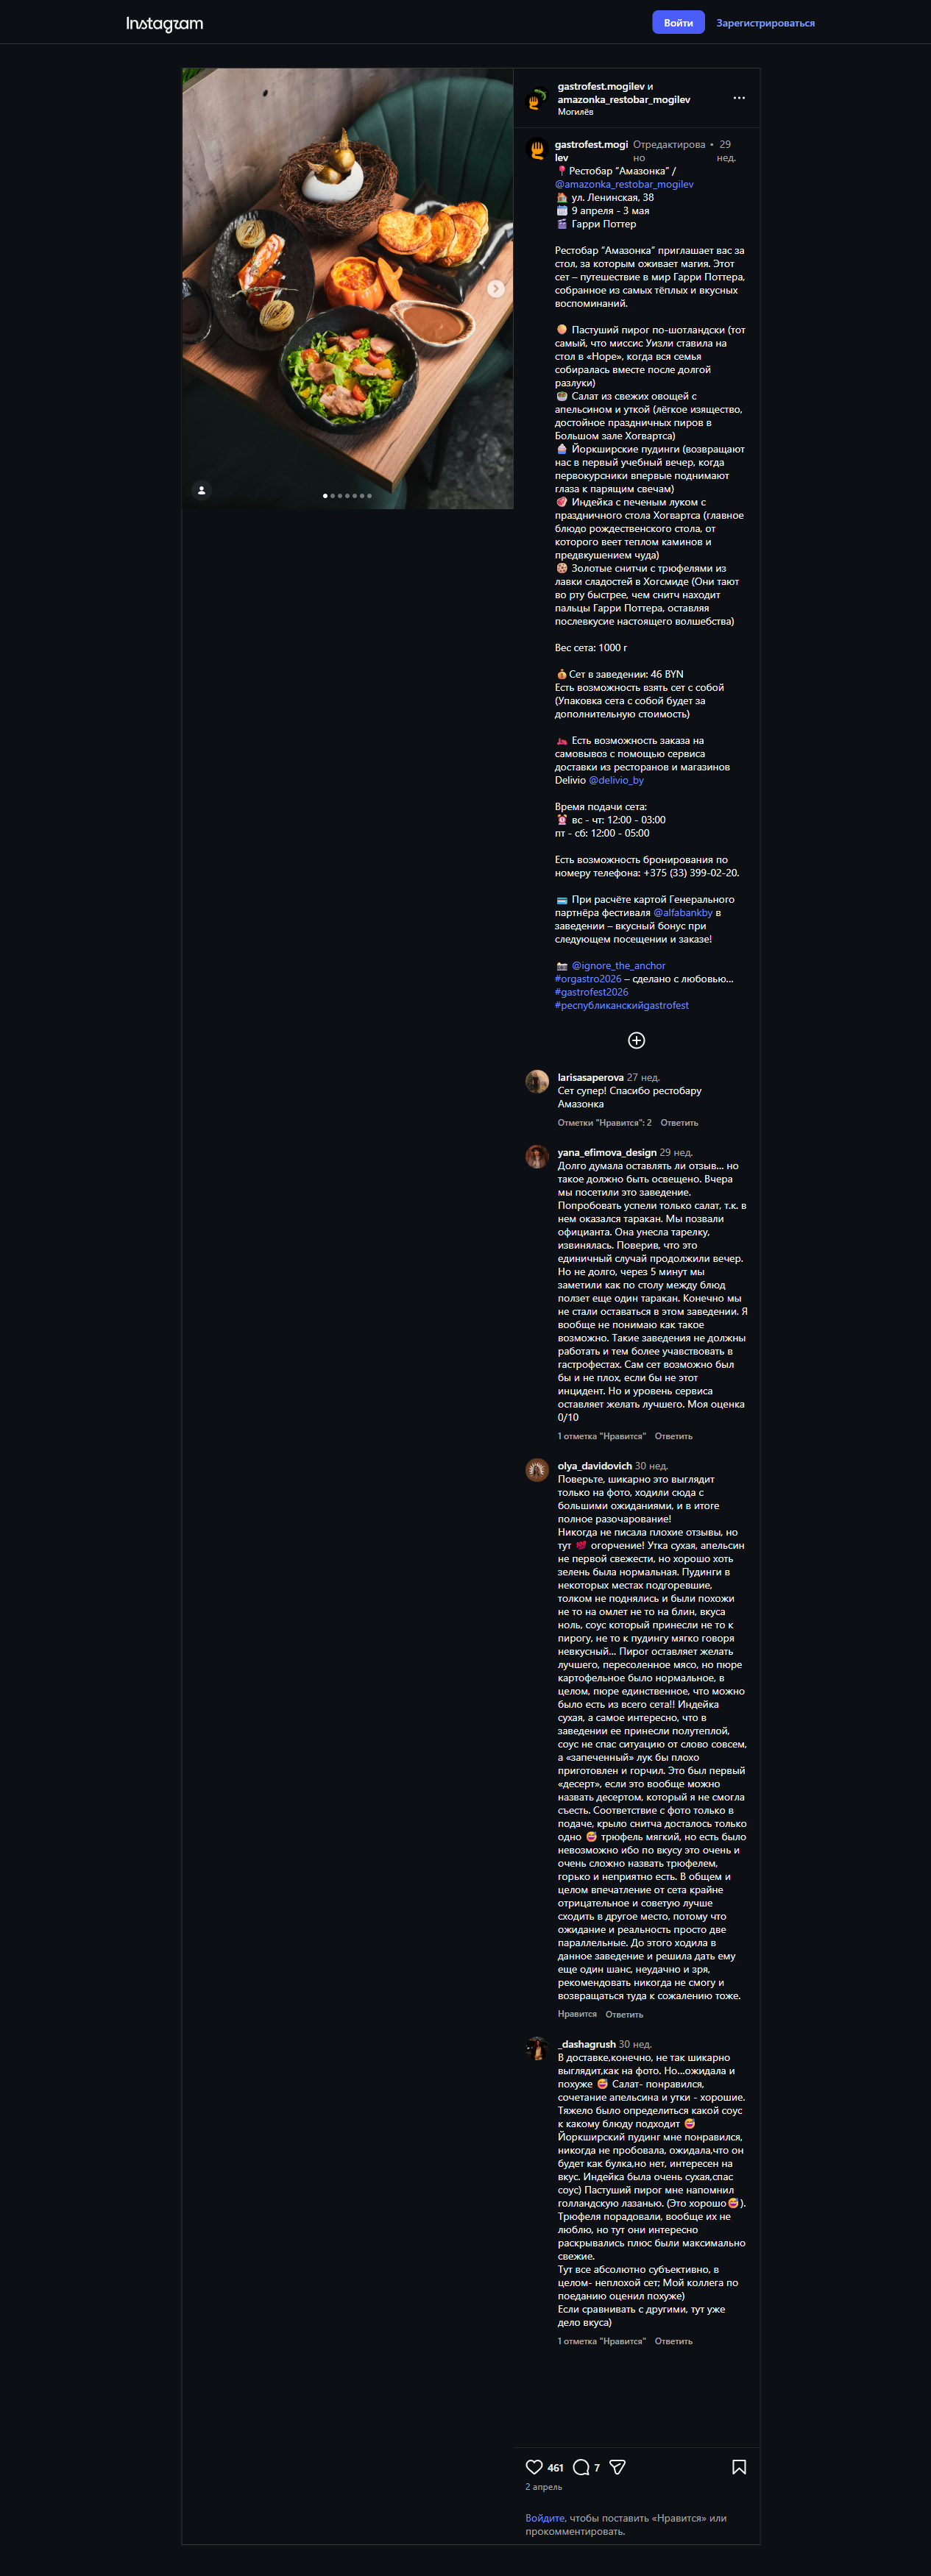 Instagram
Войти
Зарегистрироваться
gastrofest.mogilev и
amazonka_restobar_mogilev
Могилёв
gastrofest.mogi
lev
Отредактирова
но
• 29
нед.
📍Рестобар “Амазонка” /
@amazonka_restobar_mogilev
🏠 ул. Ленинская, 38
🗓 9 апреля - 3 мая
🎬 Гарри Поттер
Рестобар “Амазонка” приглашает вас за
стол, за которым оживает магия. Этот
сет – путешествие в мир Гарри Поттера,
собранное из самых тёплых и вкусных
воспоминаний.
Пастуший пирог по-шотландски (тот
самый, что миссис Уизли ставила на
стол в «Норе», когда вся семья
собиралась вместе после долгой
разлуки)
Салат из свежих овощей с
апельсином и уткой (лёгкое изящество,
достойное праздничных пиров в
Большом зале Хогвартса)
Йоркширские пудинги (возвращают
нас в первый учебный вечер, когда
первокурсники впервые поднимают
глаза к парящим свечам)
Индейка с печеным луком с
праздничного стола Хогвартса (главное
блюдо рождественского стола, от
которого веет теплом каминов и
предвкушением чуда)
Золотые снитчи с трюфелями из
лавки сладостей в Хогсмиде (Они тают
во рту быстрее, чем снитч находит
пальцы Гарри Поттера, оставляя
послевкусие настоящего волшебства)
Вес сета: 1000 г
💰Сет в заведении: 46 BYN
Есть возможность взять сет с собой
(Упаковка сета с собой будет за
дополнительную стоимость)
Есть возможность заказа на
самовывоз с помощью сервиса
доставки из ресторанов и магазинов
Delivio @delivio_by
Время подачи сета:
⏰ вс - чт: 12:00 - 03:00
пт - сб: 12:00 - 05:00
Есть возможность бронирования по
номеру телефона: +375 (33) 399-02-20.
💳 При расчёте картой Генерального
партнёра фестиваля @alfabankby в
заведении – вкусный бонус при
следующем посещении и заказе!
📷 @ignore_the_anchor
#orgastro2026 – сделано с любовью...
#gastrofest2026
#республиканскийgastrofest
larisasaperova 27 нед.
Сет супер! Спасибо рестобару
Амазонка
Отметки "Нравится": 2 Ответить
yana_efimova_design 29 нед.
Долго думала оставлять ли отзыв... но
такое должно быть освещено. Вчера
мы посетили это заведение.
Попробовать успели только салат, т.к. в
нем оказался таракан. Мы позвали
официанта. Она унесла тарелку,
извинялась. Поверив, что это
единичный случай продолжили вечер.
Но не долго, через 5 минут мы
заметили как по столу между блюд
ползет еще один таракан. Конечно мы
не стали оставаться в этом заведении. Я
вообще не понимаю как такое
возможно. Такие заведения не должны
работать и тем более учавствовать в
гастрофестах. Сам сет возможно был
бы и не плох, если бы не этот
инцидент. Но и уровень сервиса
оставляет желать лучшего. Моя оценка
0/10
1 отметка "Нравится" Ответить
olya_davidovich 30 нед.
Поверьте, шикарно это выглядит
только на фото, ходили сюда с
большими ожиданиями, и в итоге
полное разочарование!
Никогда не писала плохие отзывы, но
тут 💯 огорчение! Утка сухая, апельсин
не первой свежести, но хорошо хоть
зелень была нормальная. Пудинги в
некоторых местах подгоревшие,
толком не поднялись и были похожи
не то на омлет не то на блин, вкуса
ноль, соус который принесли не то к
пирогу, не то к пудингу мягко говоря
невкусный... Пирог оставляет желать
лучшего, пересоленное мясо, но пюре
картофельное было нормальное, в
целом, пюре единственное, что можно
было есть из всего сета!! Индейка
сухая, а самое интересно, что в
заведении ее принесли полутеплой,
соус не спас ситуацию от слово совсем,
а «запеченный» лук бы плохо
приготовлен и горчил. Это был первый
«десерт», если это вообще можно
назвать десертом, который я не смогла
съесть. Соответствие с фото только в
подаче, крыло снитча досталось только
одно 😅 трюфель мягкий, но есть было
невозможно ибо по вкусу это очень и
очень сложно назвать трюфелем,
горько и неприятно есть. В общем и
целом впечатление от сета крайне
отрицательное и советую лучше
сходить в другое место, потому что
ожидание и реальность просто две
параллельные. До этого ходила в
данное заведение и решила дать ему
еще один шанс, неудачно и зря,
рекомендовать никогда не смогу и
возвращаться туда к сожалению тоже.
Нравится Ответить
_dashagrush 30 нед.
В доставке,конечно, не так шикарно
выглядит,как на фото. Но...ожидала и
похуже 😅 Салат- понравился,
сочетание апельсина и утки - хорошие.
Тяжело было определиться какой соус
к какому блюду подходит 😅
Йоркширский пудинг мне понравился,
никогда не пробовала, ожидала,что он
будет как булка,но нет, интересен на
вкус. Индейка была очень сухая,спас
соус) Пастуший пирог мне напомнил
голландскую лазанью. (Это хорошо😅).
Трюфеля порадовали, вообще их не
люблю, но тут они интересно
раскрывались плюс были максимально
свежие.
Тут все абсолютно субъективно, в
целом- неплохой сет; Мой коллега по
поеданию оценил похуже)
Если сравнивать с другими, тут уже
дело вкуса)
1 отметка "Нравится" Ответить
461 7
2 апрель
Войдите, чтобы поставить «Нравится» или
прокомментировать.